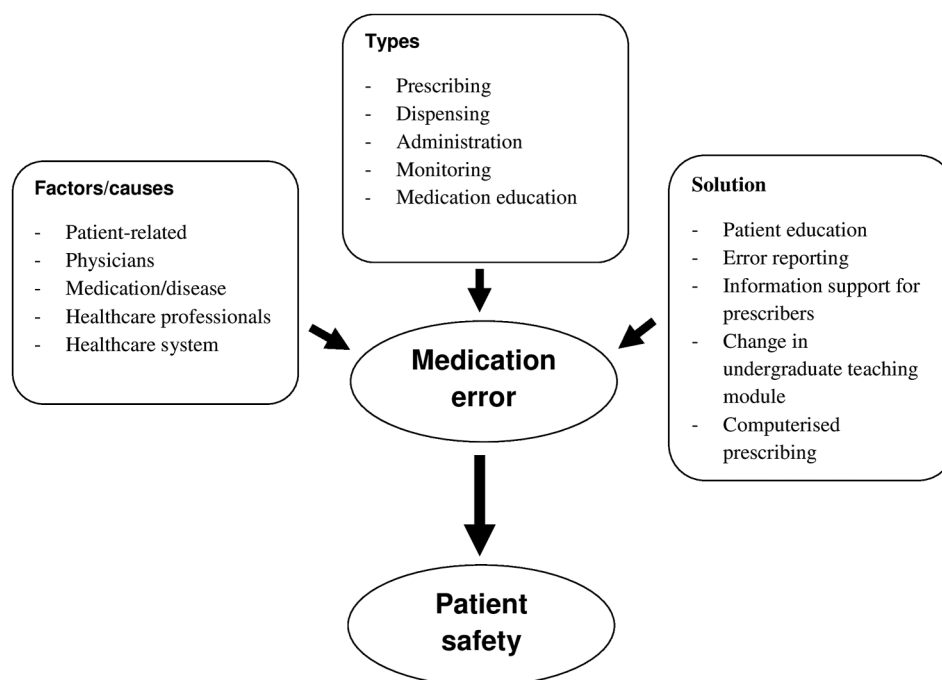 Types
- Prescribing
- Dispensing
- Administration
- Monitoring
- Medication education
Factors/causes
- Patient-related
- Physicians
- Medication/disease
- Healthcare professionals
- Healthcare system
Solution
- Patient education
- Error reporting
- Information support for
prescribers
- Change in
undergraduate teaching
module
- Computerised
prescribing
Medication
error
Patient
safety